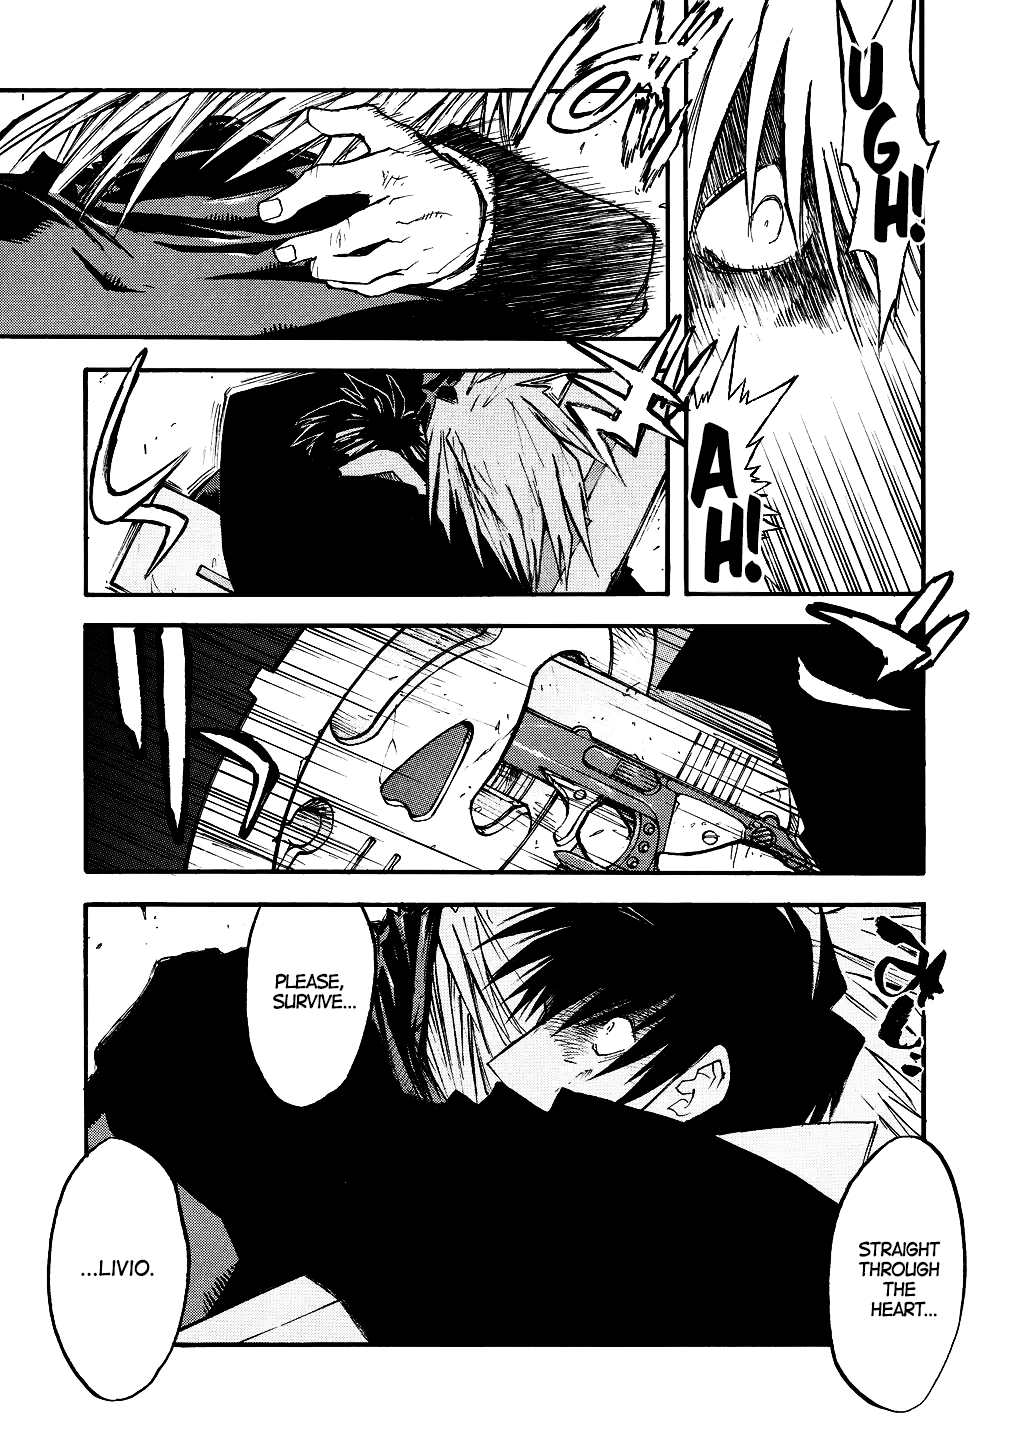 UGH!
AH!
STRAIGHT
THROUGH
THE
HEART...
PLEASE,
SURVIVE...
...LIVIO.